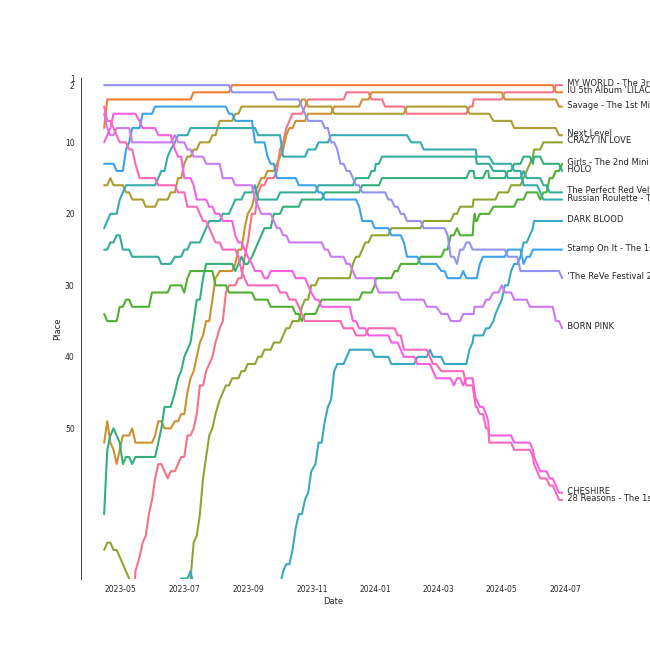 1
2
10
20
30
40
50
Place
2023-05
2023-07
2023-09
2023-11
2024-01
2024-03
2024-05
2024-07
Date
MY WORLD - The 3r
IU 5th Album 'LILAC
Savage - The 1st Mi
Next Level
CRAZY IN LOVE
Girls - The 2nd Mini
HOLO
The Perfect Red Vel
Russian Roulette - T
DARK BLOOD
Stamp On It - The 1s
'The ReVe Festival 2
BORN PINK
CHESHIRE
28 Reasons - The 1s